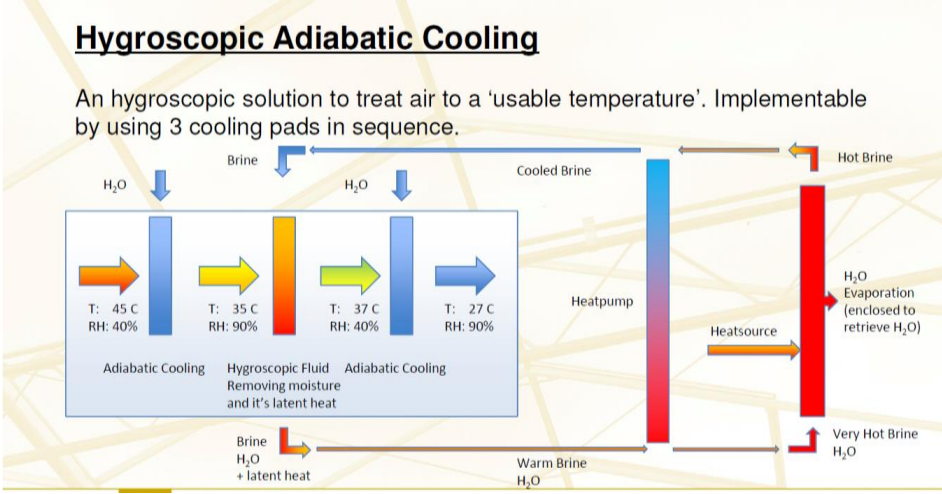 Hygroscopic Adiabatic Cooling
An hygroscopic solution to treat air to a ‘usable temperature’. Implementable
by using 3 cooling pads in sequence.
Brine
H₂O
H₂O
Cooled Brine
Hot Brine
T: 45 C
RH: 40%
T: 35 C
RH: 90%
T: 37 C
RH: 40%
T: 27 C
RH: 90%
Adiabatic Cooling
Hygroscopic Fluid
Removing moisture
and it's latent heat
Adiabatic Cooling
Heatpump
Heatsource
H₂O
Evaporation
(enclosed to
retrieve H₂O)
Brine
H₂O
+ latent heat
Warm Brine
H₂O
Very Hot Brine
H₂O